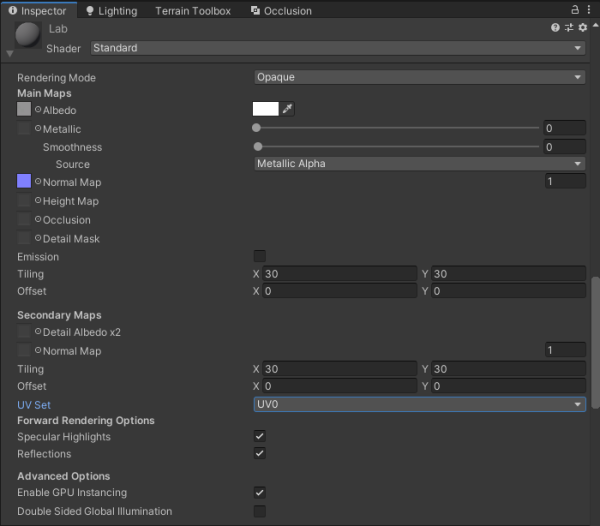 Inspector Lighting Terrain Toolbox Occlusion
Lab
Shader Standard
Rendering Mode Opaque
Main Maps
Albedo
Metallic 0
Smoothness 0
Source Metallic Alpha
Normal Map 1
Height Map
Occlusion
Detail Mask
Emission
Tiling X 30 Y 30
Offset X 0 Y 0
Secondary Maps
Detail Albedo x2
Normal Map 1
Tiling X 30 Y 30
Offset X 0 Y 0
UV Set UV0
Forward Rendering Options
Specular Highlights
Reflections
Advanced Options
Enable GPU Instancing
Double Sided Global Illumination